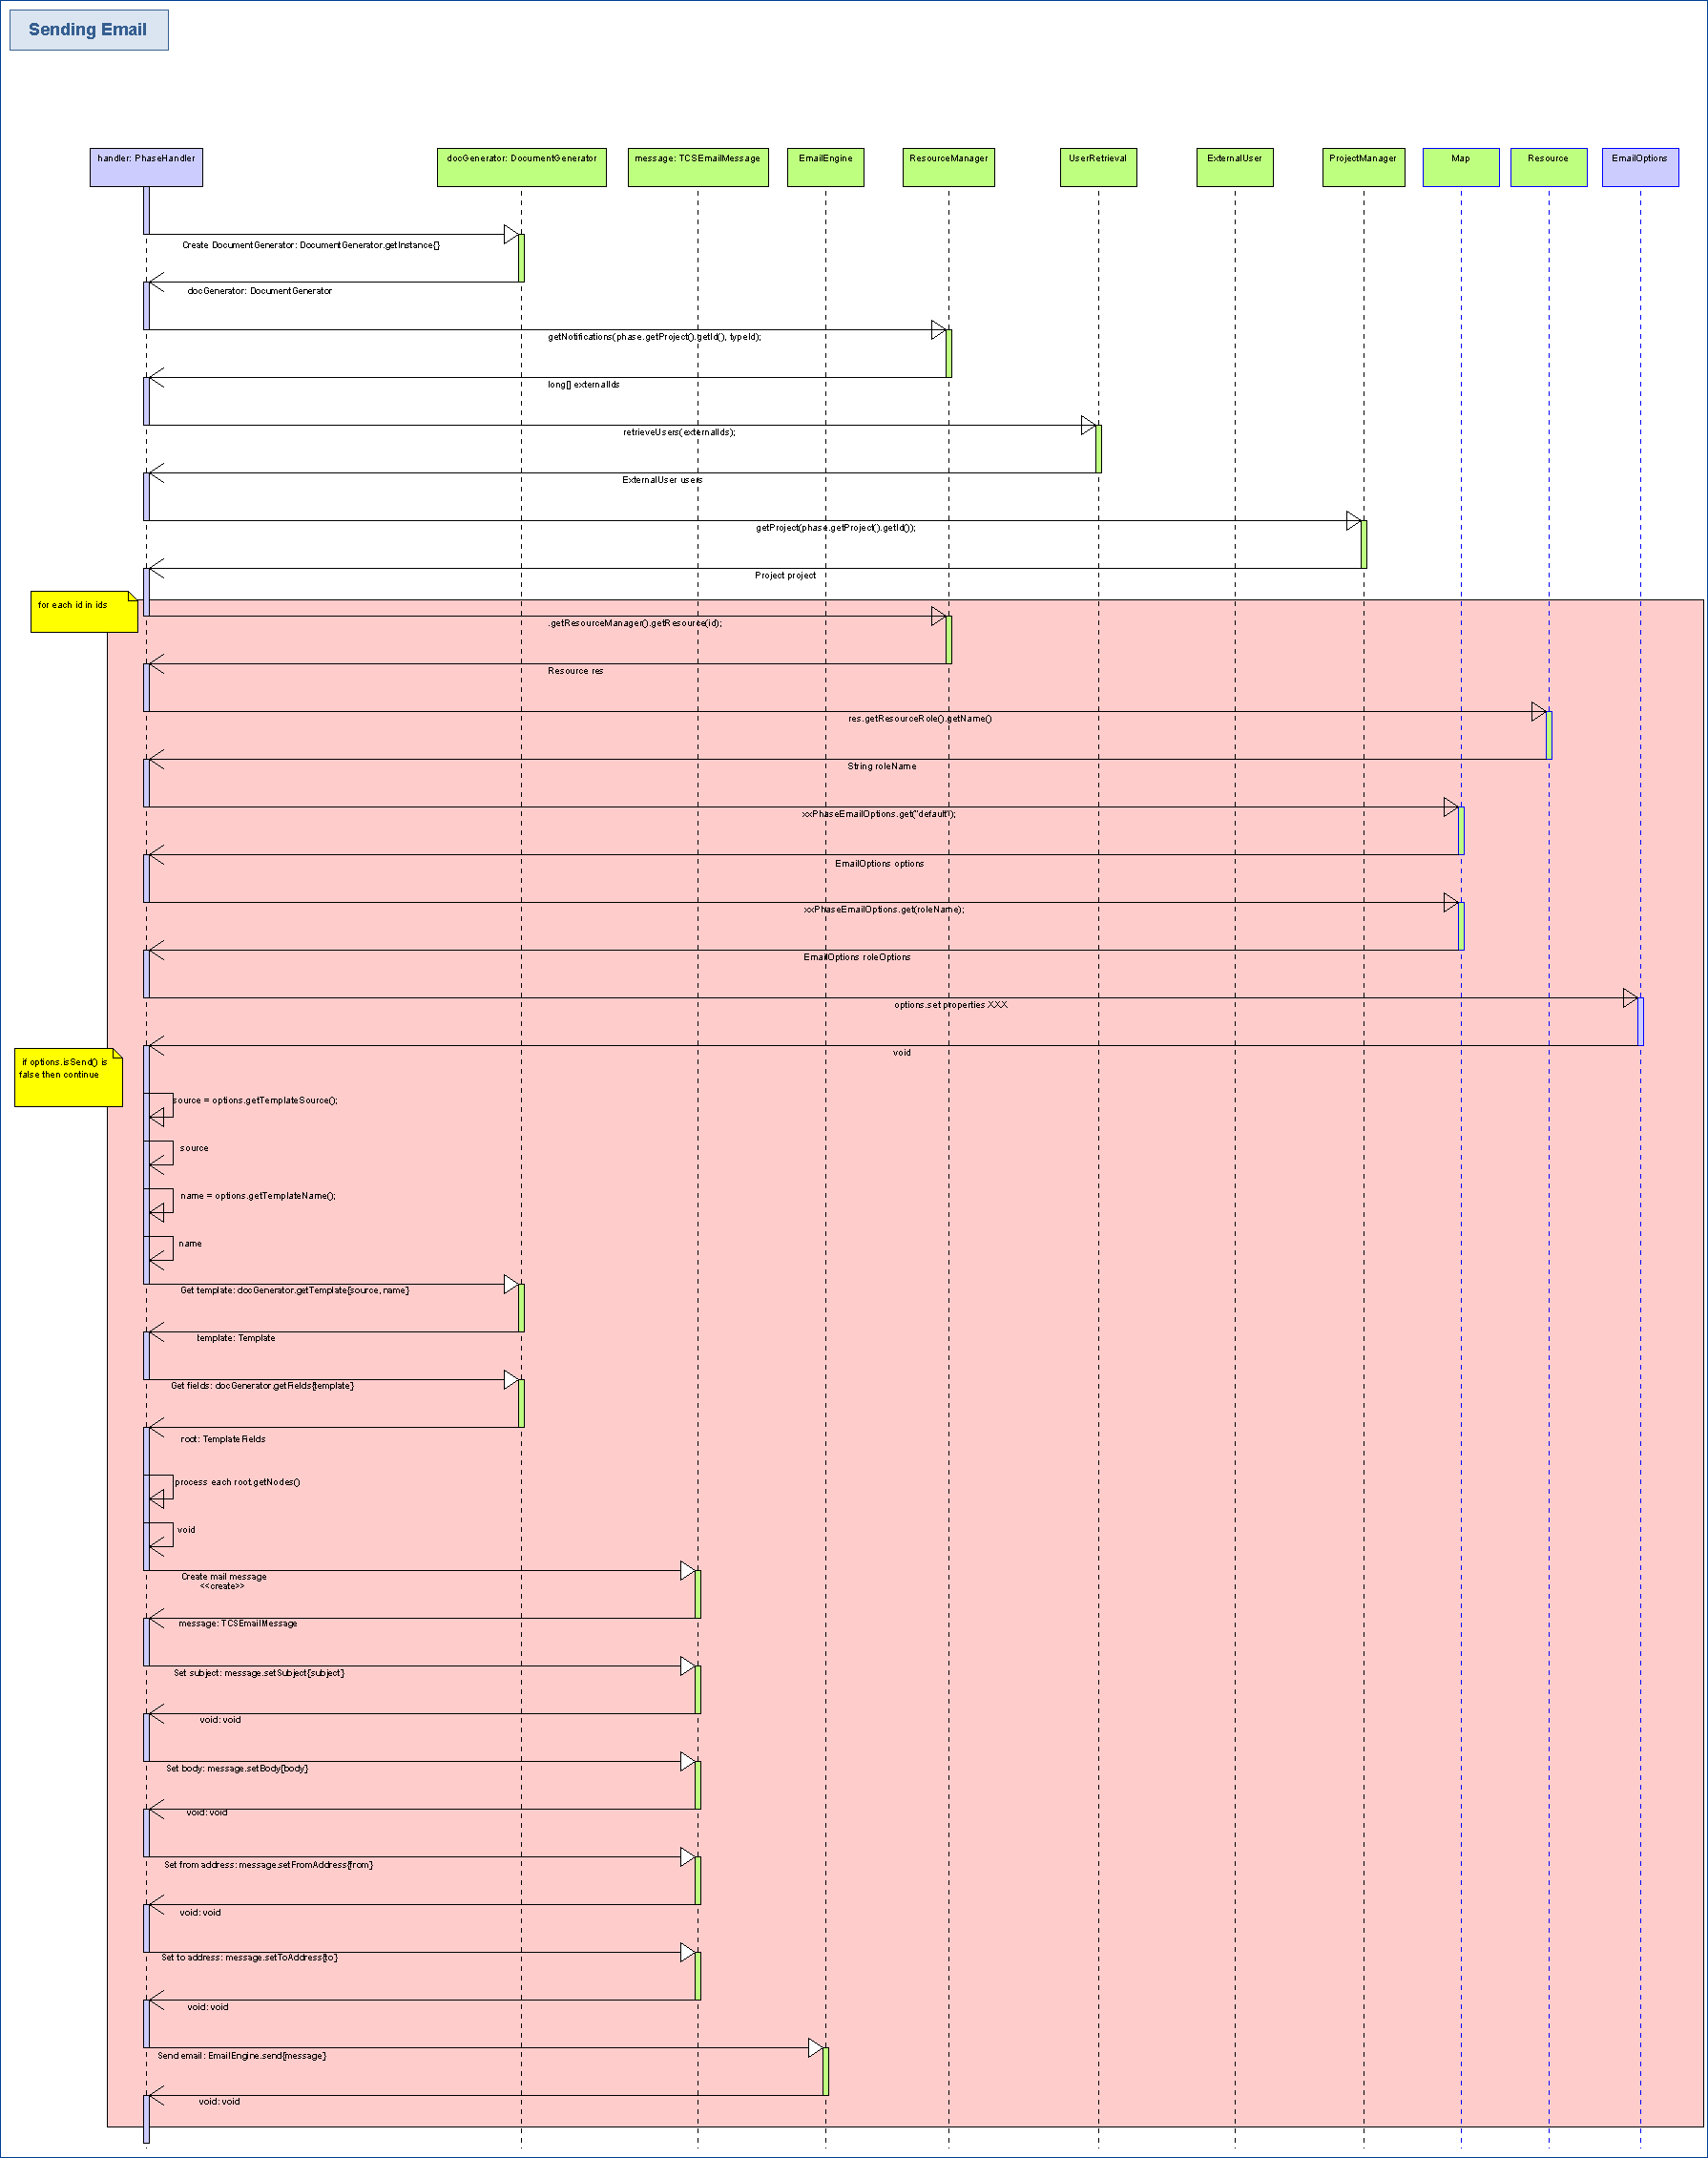 Sending Email
handler: PhaseHandler
docGenerator: DocumentGenerator
message: TCSEmailMessage
EmailEngine
ResourceManager
UserRetrieval
ExternalUser
ProjectManager
Map
Resource
EmailOptions
Create DocumentGenerator: DocumentGenerator.getInstance{}
docGenerator: DocumentGenerator
getNotifications(phase.getProject().getId(), typeId);
long[] externalIds
retrieveUsers(externalIds);
ExternalUser users
getProject(phase.getProject().getId());
Project project
for each id in ids
.getResourceManager().getResource(id);
Resource res
res.getResourceRole().getName()
String roleName
xxPhaseEmailOptions.get("default");
EmailOptions options
xxPhaseEmailOptions.get(roleName);
EmailOptions roleOptions
options.set properties XXX
void
if options.isSend() is
false then continue
source = options.getTemplateSource();
source
name = options.getTemplateName();
name
Get template: docGenerator.getTemplate{source, name}
template: Template
Get fields: docGenerator.getFields{template}
root: TemplateFields
process each root.getNodes()
void
Create mail message
<<create>>
message: TCSEmailMessage
Set subject: message.setSubject{subject}
void: void
Set body: message.setBody{body}
void: void
Set from address: message.setFromAddress{from}
void: void
Set to address: message.setToAddress{to}
void: void
Send email: EmailEngine.send{message}
void: void